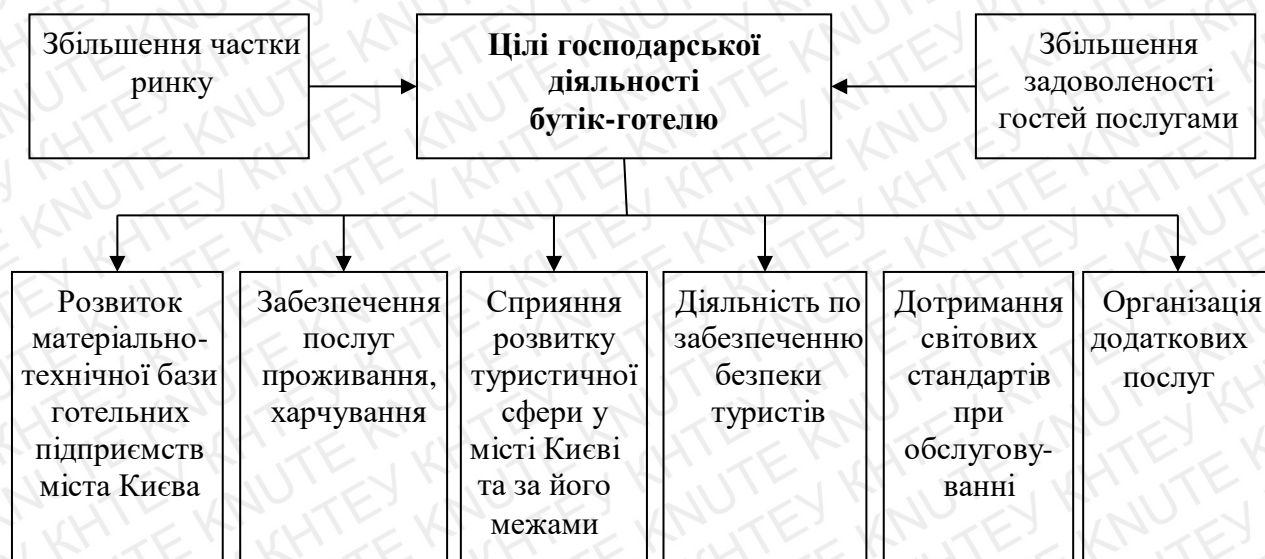 Збільшення частки
ринку
Цілі господарської
діяльності
бутік-готелю
Збільшення
задоволеності
гостей послугами
Розвиток
матеріально-
технічної бази
готельних
підприємств
міста Києва
Забезпечення
послуг
проживання,
харчування
Сприяння
розвитку
туристичної
сфери у
місті Києві
та за його
межами
Діяльність по
забезпеченню
безпеки
туристів
Дотримання
світових
стандартів
при
обслугову-
ванні
Організація
додаткових
послуг